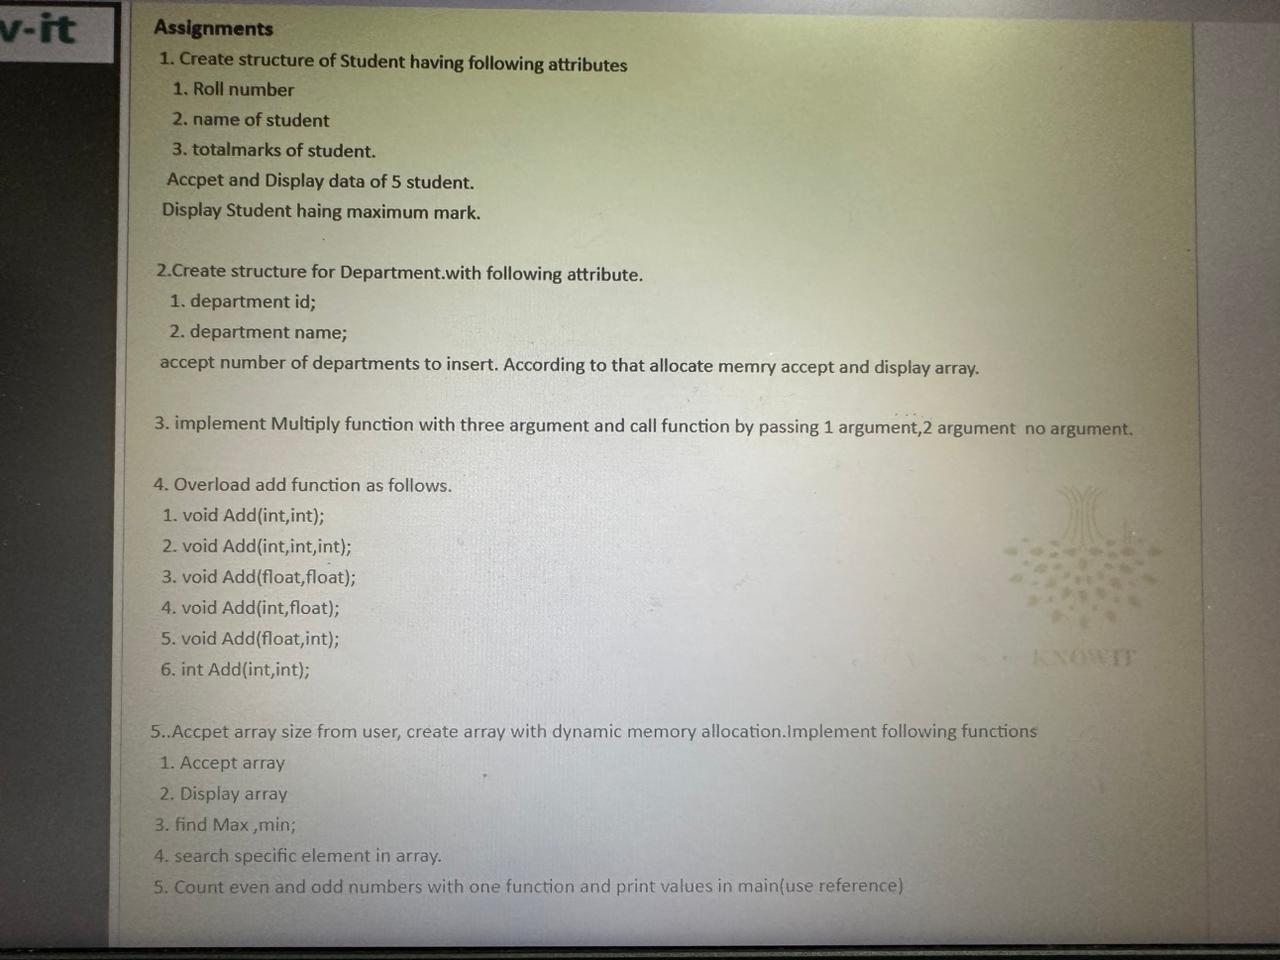 v-it
Assignments
1. Create structure of Student having following attributes
1. Roll number
2. name of student
3. totalmarks of student.
Accpet and Display data of 5 student.
Display Student haing maximum mark.
2.Create structure for Department.with following attribute.
1. department id;
2. department name;
accept number of departments to insert. According to that allocate memry accept and display array.
3. implement Multiply function with three argument and call function by passing 1 argument,2 argument  no argument.
4. Overload add function as follows.
1. void Add(int,int);
2. void Add(int,int,int);
3. void Add(float,float);
4. void Add(int,float);
5. void Add(float,int);
6. int Add(int,int);
KNOWIT
5..Accpet array size from user, create array with dynamic memory allocation.Implement following functions
1. Accept array
2. Display array
3. find Max ,min;
4. search specific element in array.
5. Count even and odd numbers with one function and print values in main(use reference)